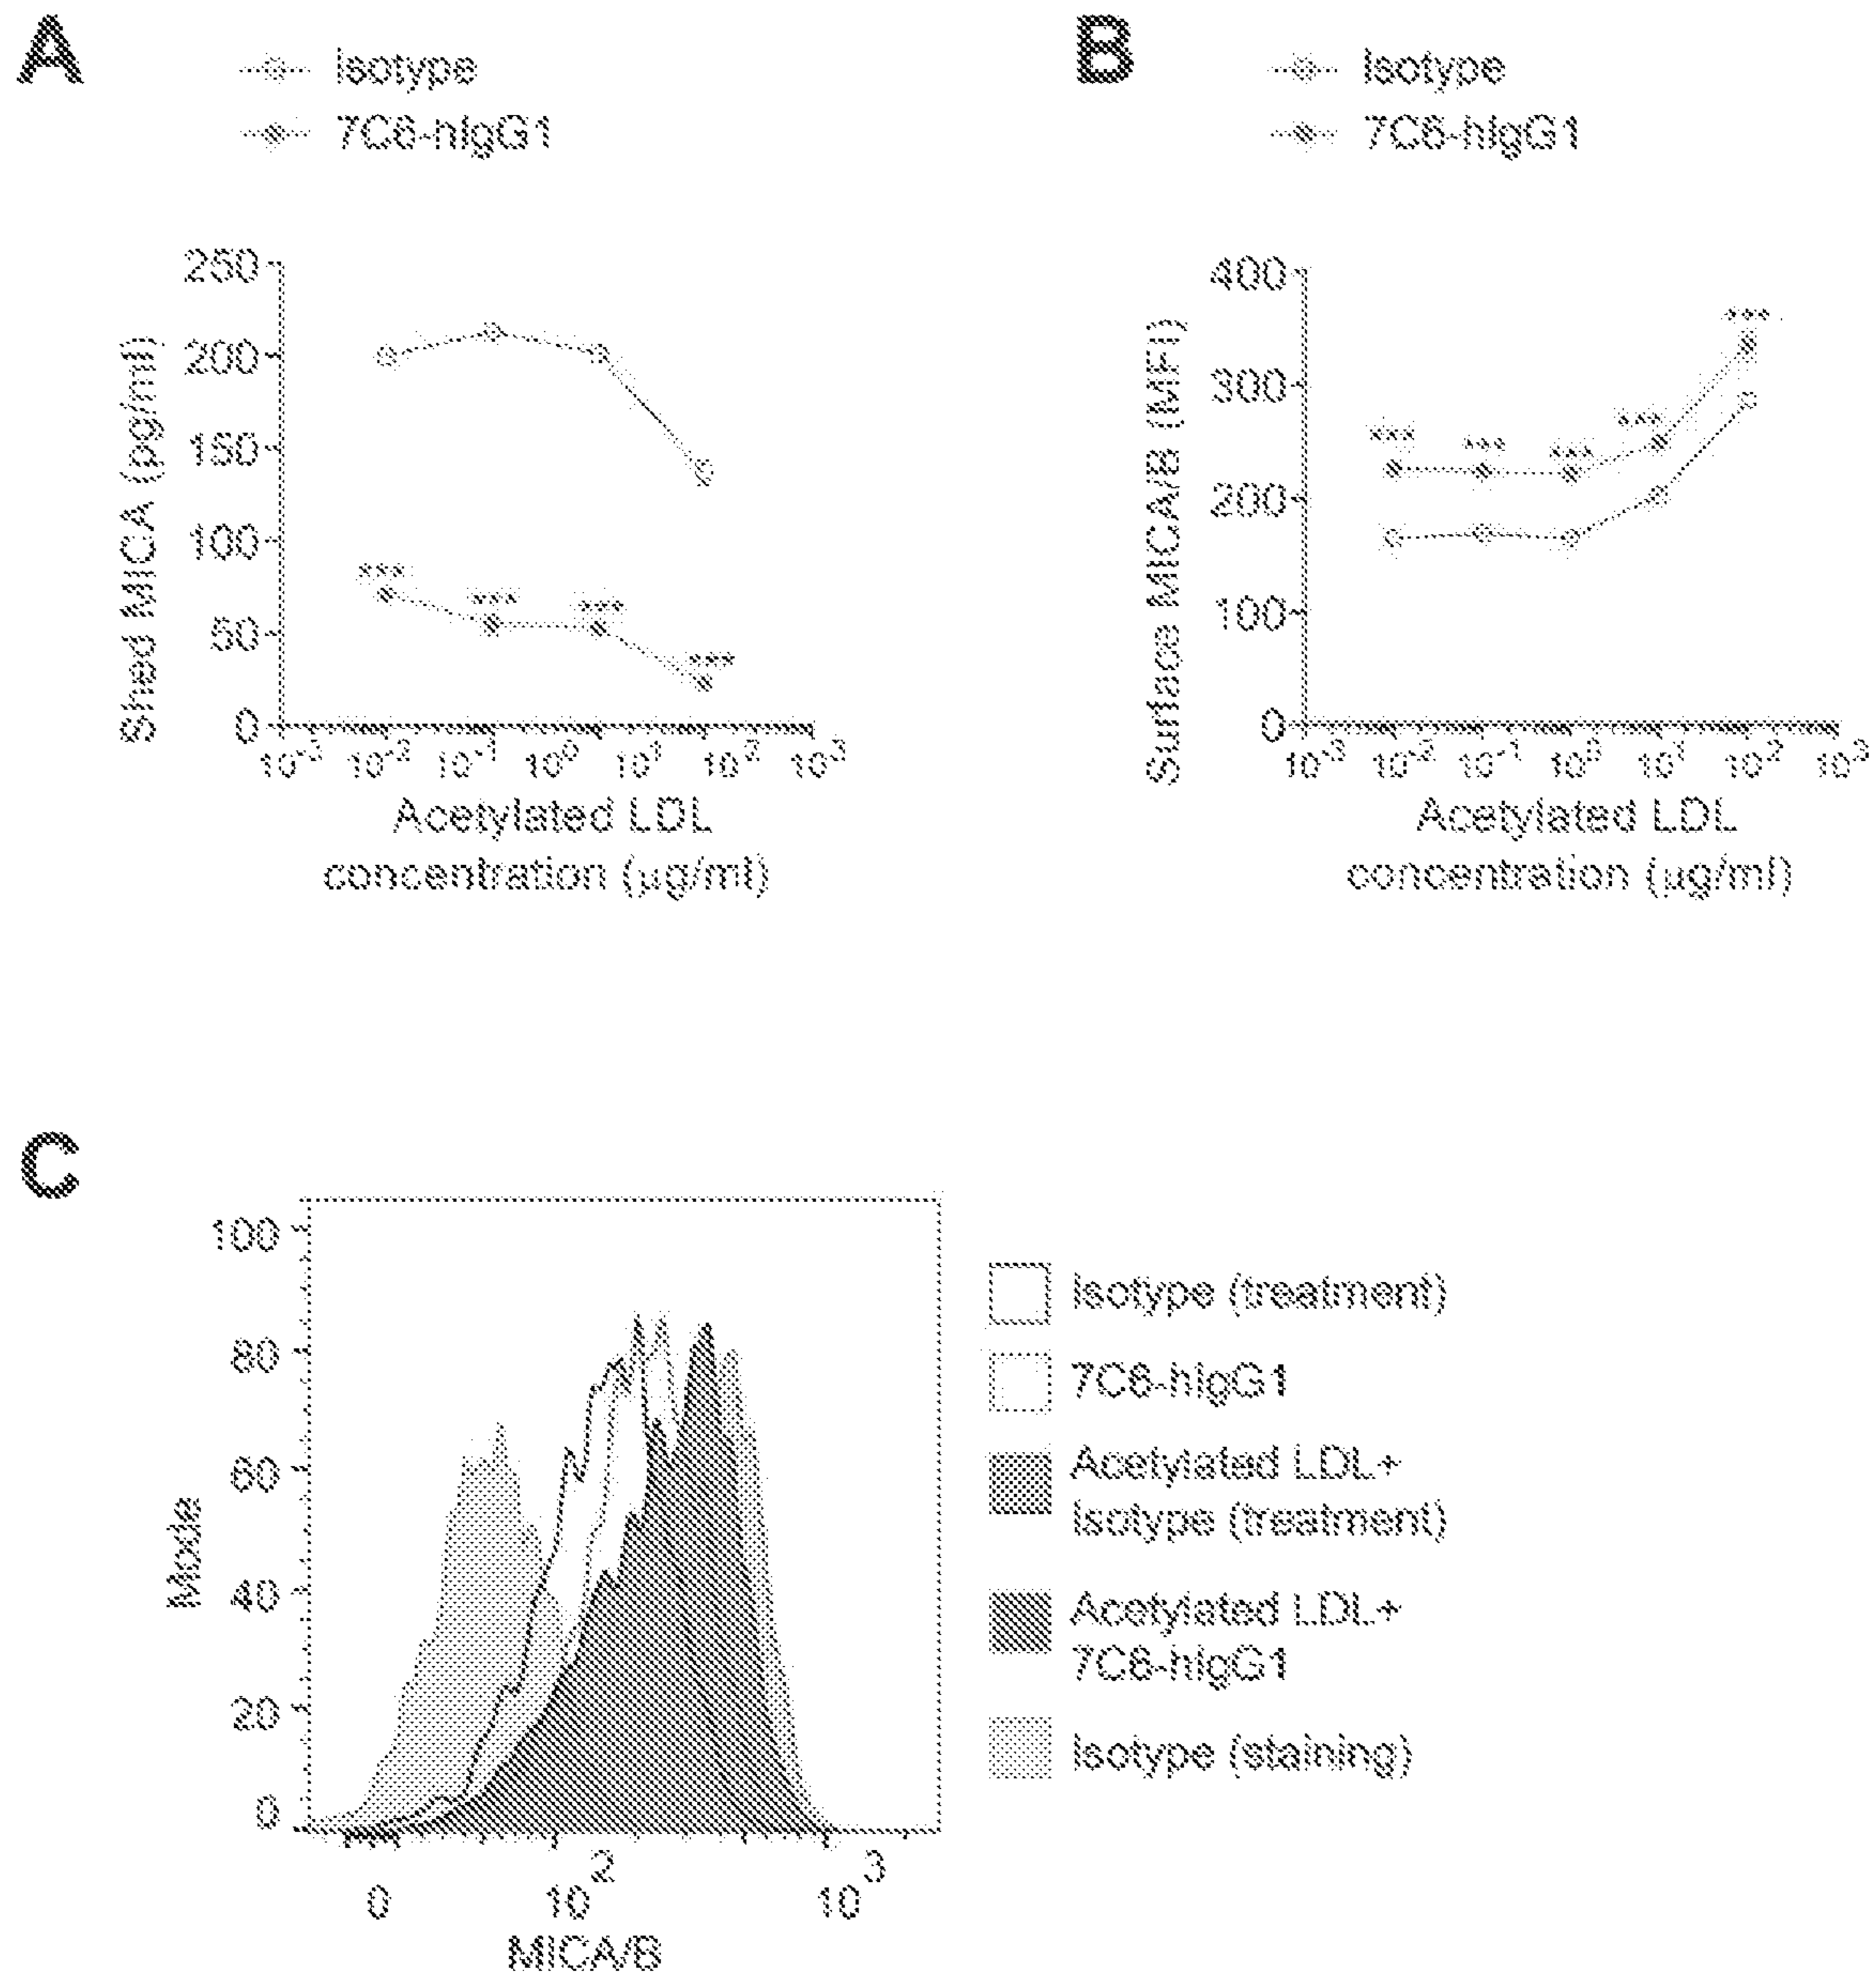 A
Isotype
7C6-hIgG1
250
200
150
100
50
0
Shed MICA (pg/ml)
10-3 10-2 10-1 100 101 102 103
Acetylated LDL
concentration (µg/ml)
B
Isotype
7C6-hIgG1
400
300
200
100
0
Surface MICA/B (MFI)
***
***
***
***
***
***
***
***
***
10-3 10-2 10-1 100 101 102 103
Acetylated LDL
concentration (µg/ml)
C
100
80
60
40
20
0
Mode
0 102 103
MICA/B
Isotype (treatment)
7C6-hIgG1
Acetylated LDL+
Isotype (treatment)
Acetylated LDL+
7C6-hIgG1
Isotype (staining)